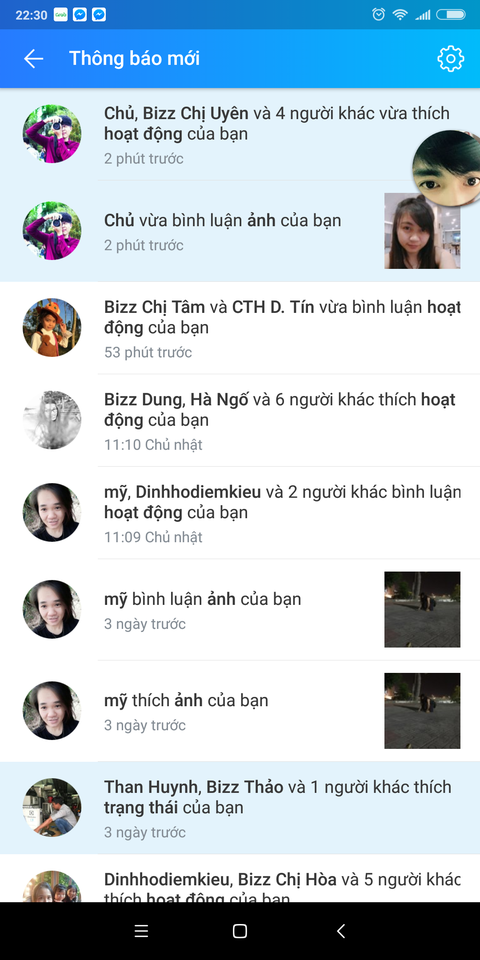 22:30
Grab
Thông báo mới
Chủ, Bizz Chị Uyên và 4 người khác vừa thích
hoạt động của bạn
2 phút trước
Chủ vừa bình luận ảnh của bạn
2 phút trước
Bizz Chị Tâm và CTH D. Tín vừa bình luận hoạt
động của bạn
53 phút trước
Bizz Dung, Hà Ngố và 6 người khác thích hoạt
động của bạn
11:10 Chủ nhật
mỹ, Dinhhodiemkieu và 2 người khác bình luận
hoạt động của bạn
11:09 Chủ nhật
mỹ bình luận ảnh của bạn
3 ngày trước
mỹ thích ảnh của bạn
3 ngày trước
Than Huynh, Bizz Thảo và 1 người khác thích
trạng thái của bạn
3 ngày trước
Dinhhodiemkieu, Bizz Chị Hòa và 5 người khác
thích hoạt động của bạn